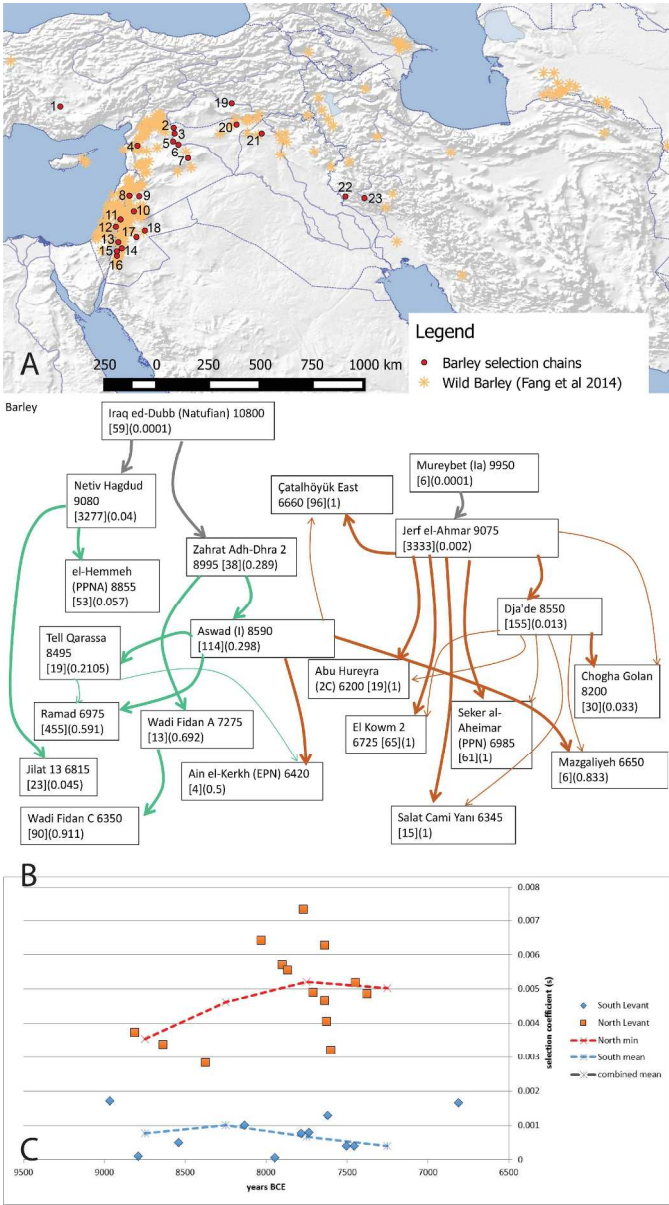 1
2
3
4
5
6
7
8
9
10
11
12
13
14
15
16
17
18
19
20
21
22
23
A
250 0 250 500 1000 km
Legend
Barley selection chains
Wild Barley (Fang et al 2014)
Barley
Iraq ed-Dubb (Natufian) 10800
[59](0.0001)
Netiv Hagdud
9080
[3277](0.04)
el-Hemmeh
(PPNA) 8855
[53](0.057)
Zahrat Adh-Dhra 2
8995 [38](0.289)
Tell Qarassa
8495
[19](0.2105)
Aswad (I) 8590
[114](0.298)
Ramad 6975
[455](0.591)
Wadi Fidan A 7275
[13](0.692)
Jilat 13 6815
[23](0.045)
Ain el-Kerkh (EPN) 6420
[4](0.5)
Wadi Fidan C 6350
[90](0.911)
Çatalhöyük East
6660 [96](1)
Mureybet (Ia) 9950
[6](0.0001)
Jerf el-Ahmar 9075
[3333](0.002)
Dja'de 8550
[155](0.013)
Abu Hureyra
(2C) 6200 [19](1)
El Kowm 2
6725 [65](1)
Seker al-
Aheimar
(PPN) 6985
[61](1)
Chogha Golan
8200
[30](0.033)
Mazgaliyeh 6650
[6](0.833)
Salat Cami Yanı 6345
[15](1)
B
0.008
0.007
0.006
0.005
0.004
0.003
0.002
0.001
0
selection coefficient (s)
South Levant
North Levant
North min
South mean
combined mean
C
9500 9000 8500 8000 7500 7000 6500
years BCE